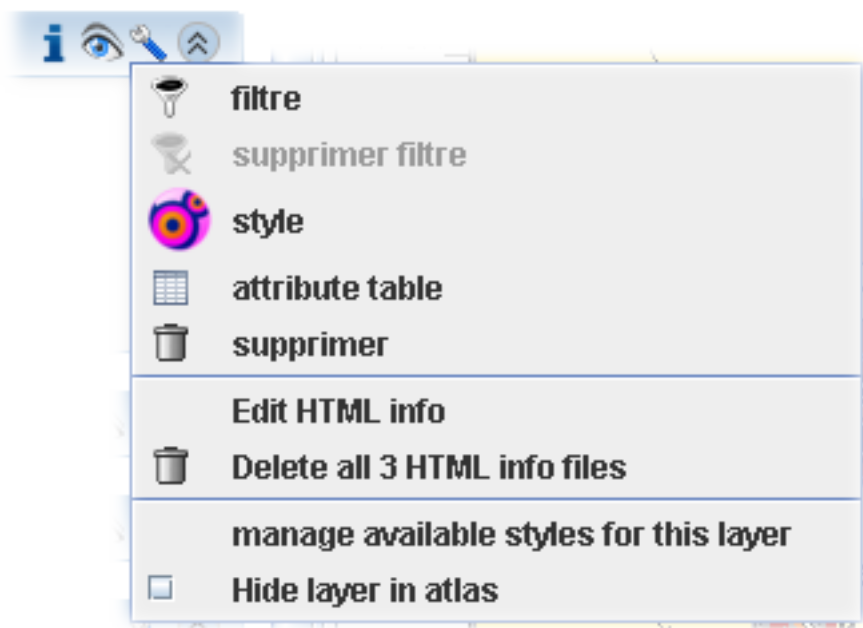 filtre
supprimer filtre
style
attribute table
supprimer
Edit HTML info
Delete all 3 HTML info files
manage available styles for this layer
Hide layer in atlas